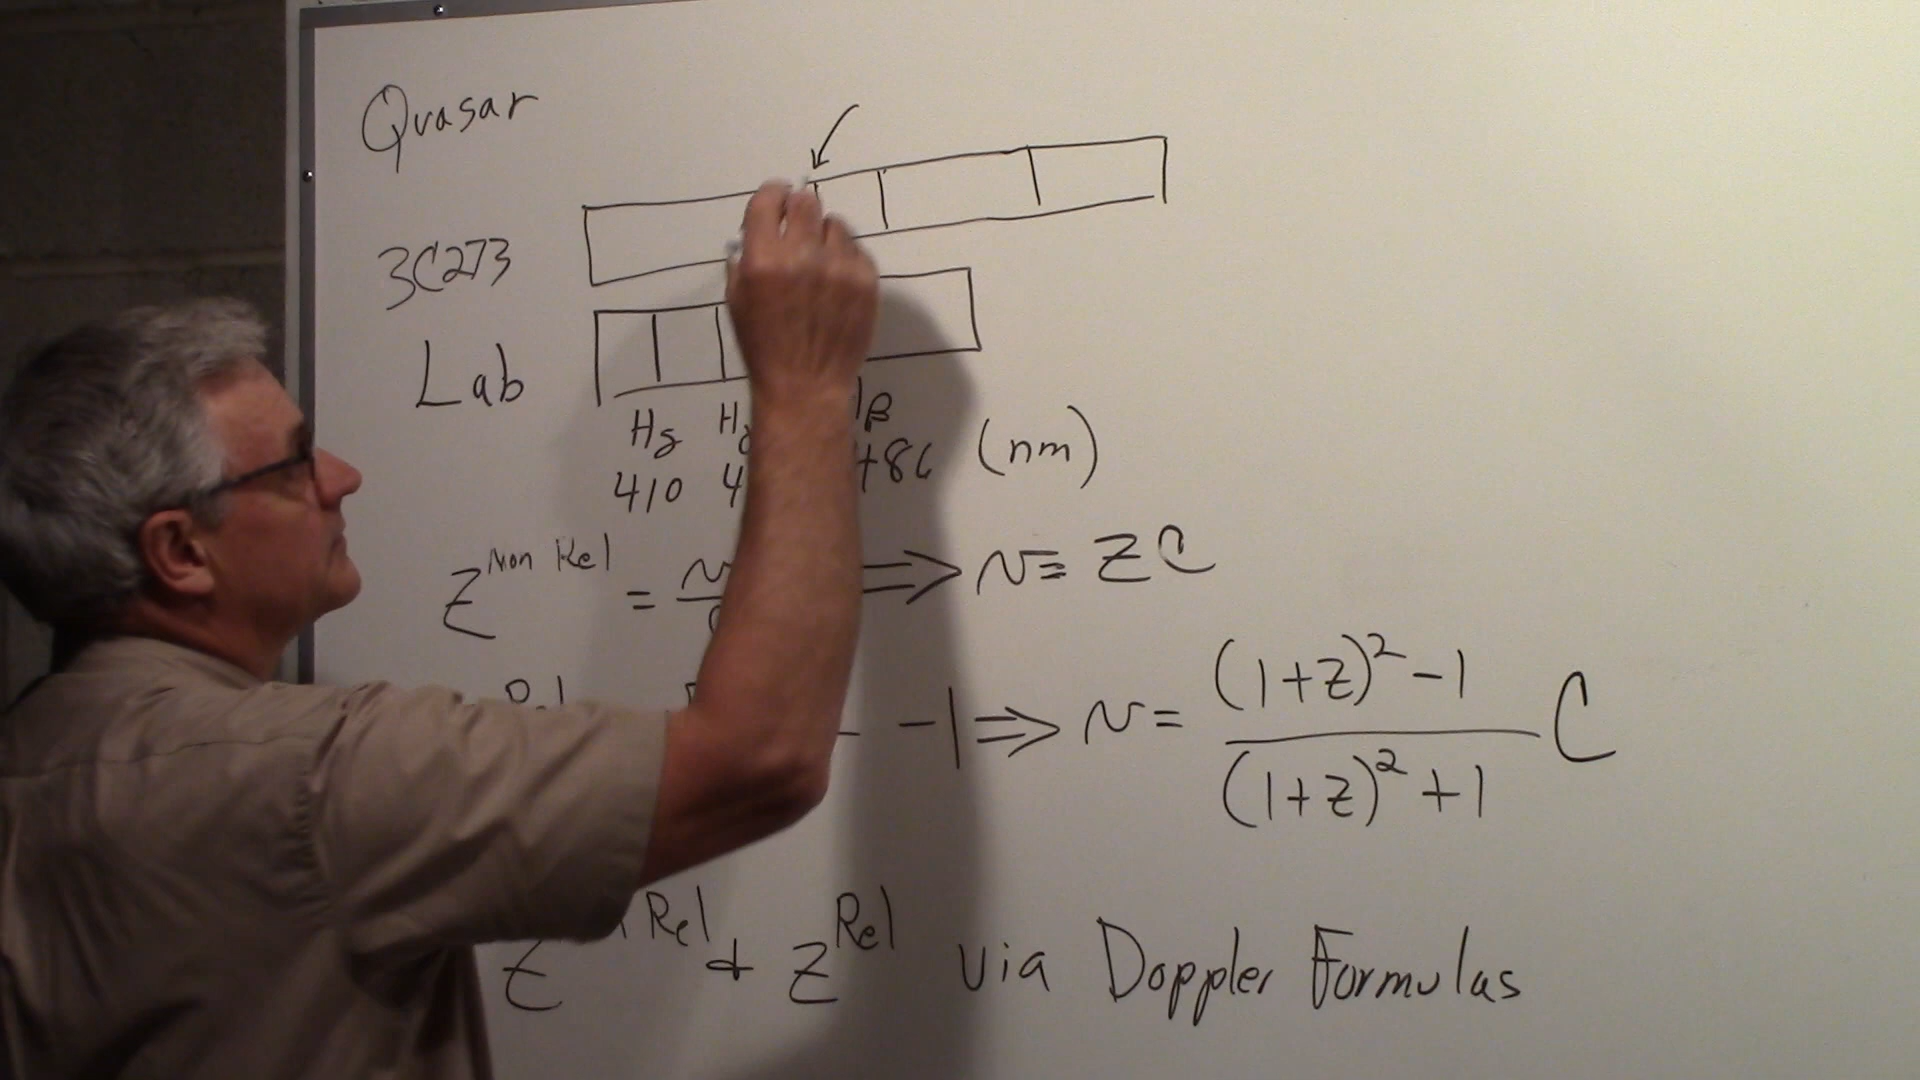 Quasar
3C273
Lab
Hδ Hγ β
410 4 486 (nm)
Z^Non Rel = v ⇒ v = ZC
Rel - -1 ⇒ v = (1+Z)² -1 / (1+Z)² +1 C
Z Rel + Z^Rel via Doppler Formulas